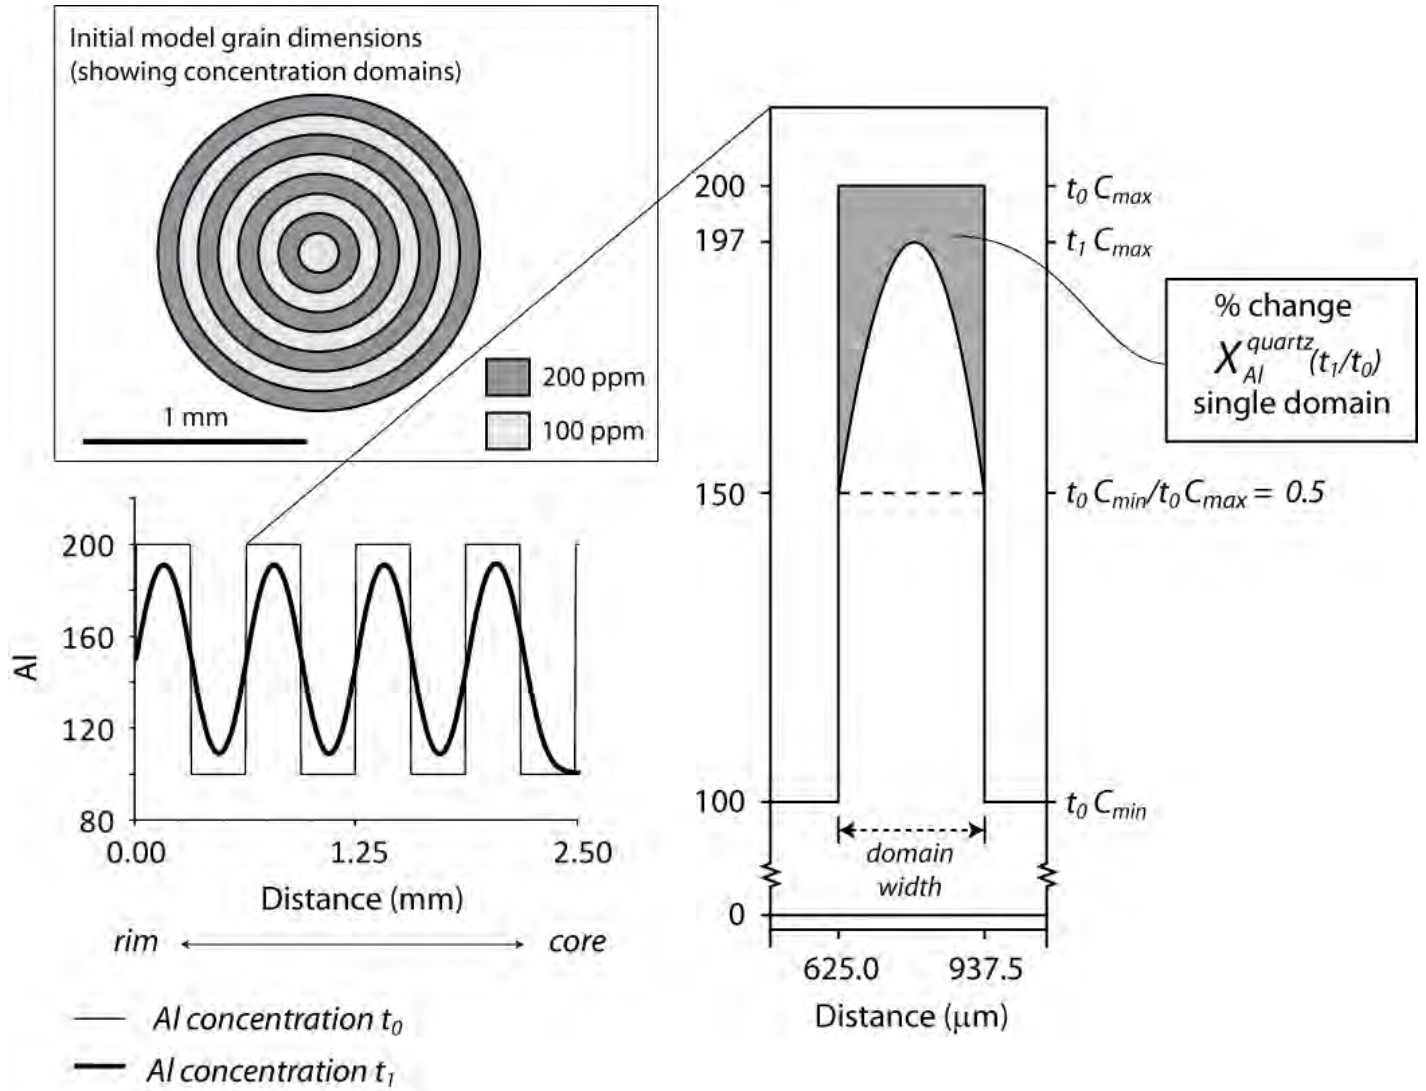 Initial model grain dimensions
(showing concentration domains)
200 ppm
100 ppm
1 mm
200
160
120
80
Al
0.00
1.25
2.50
Distance (mm)
rim
core
Al concentration t₀
Al concentration t₁
200
197
150
100
0
t₀ Cmax
t₁ Cmax
t₀ Cmin/t₀ Cmax = 0.5
t₀ Cmin
domain
width
625.0
937.5
Distance (μm)
% change
X Al quartz (t₁/t₀)
single domain